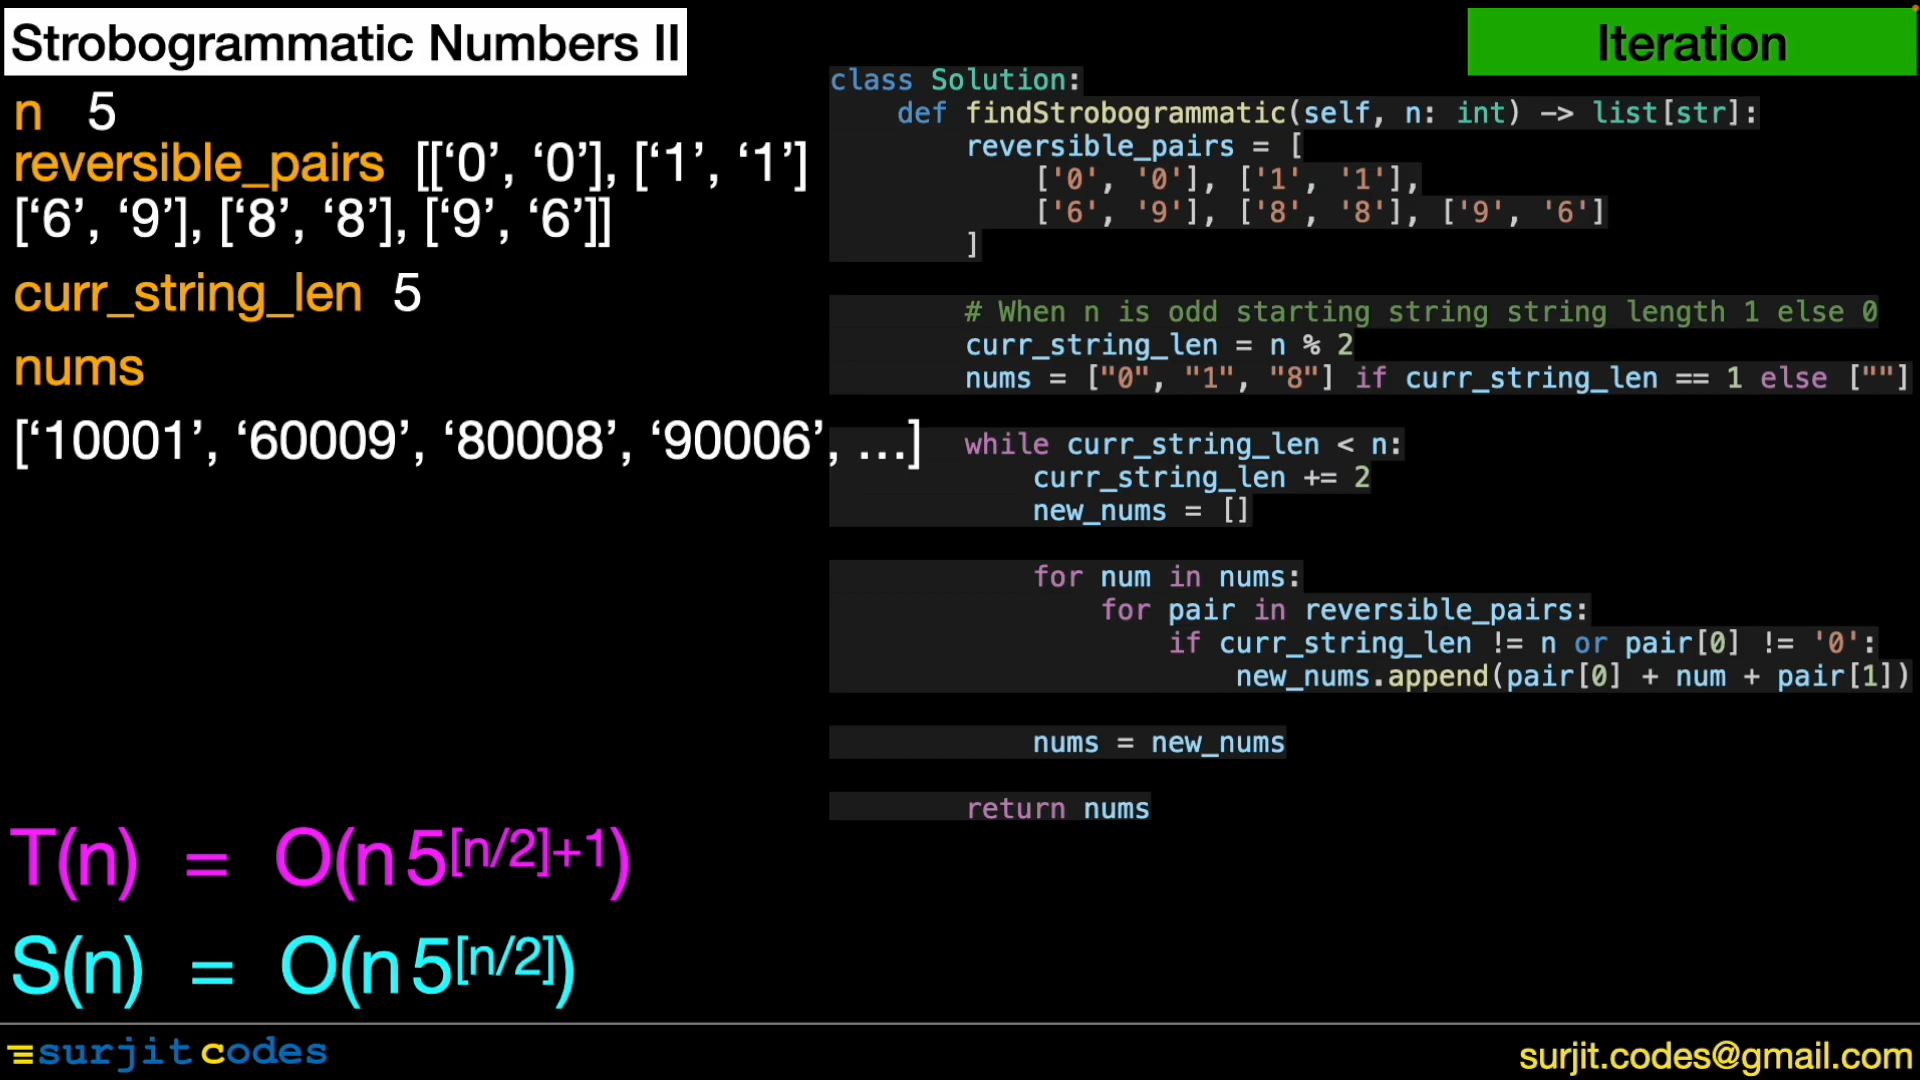 Strobogrammatic Numbers II
Iteration
n 5
reversible_pairs [[‘0’, ‘0’], [‘1’, ‘1’]
[‘6’, ‘9’], [‘8’, ‘8’], [‘9’, ‘6’]]
curr_string_len 5
nums
[‘10001’, ‘60009’, ‘80008’, ‘90006’, ...]
class Solution:
    def findStrobogrammatic(self, n: int) -> list[str]:
        reversible_pairs = [
            ['0', '0'], ['1', '1'],
            ['6', '9'], ['8', '8'], ['9', '6']
        ]
        # When n is odd starting string string length 1 else 0
        curr_string_len = n % 2
        nums = ["0", "1", "8"] if curr_string_len == 1 else [""]
        while curr_string_len < n:
            curr_string_len += 2
            new_nums = []
            for num in nums:
                for pair in reversible_pairs:
                    if curr_string_len != n or pair[0] != '0':
                        new_nums.append(pair[0] + num + pair[1])
            nums = new_nums
        return nums
T(n) = O(n 5^[n/2]+1)
S(n) = O(n 5^[n/2])
surjit codes
surjit.codes@gmail.com